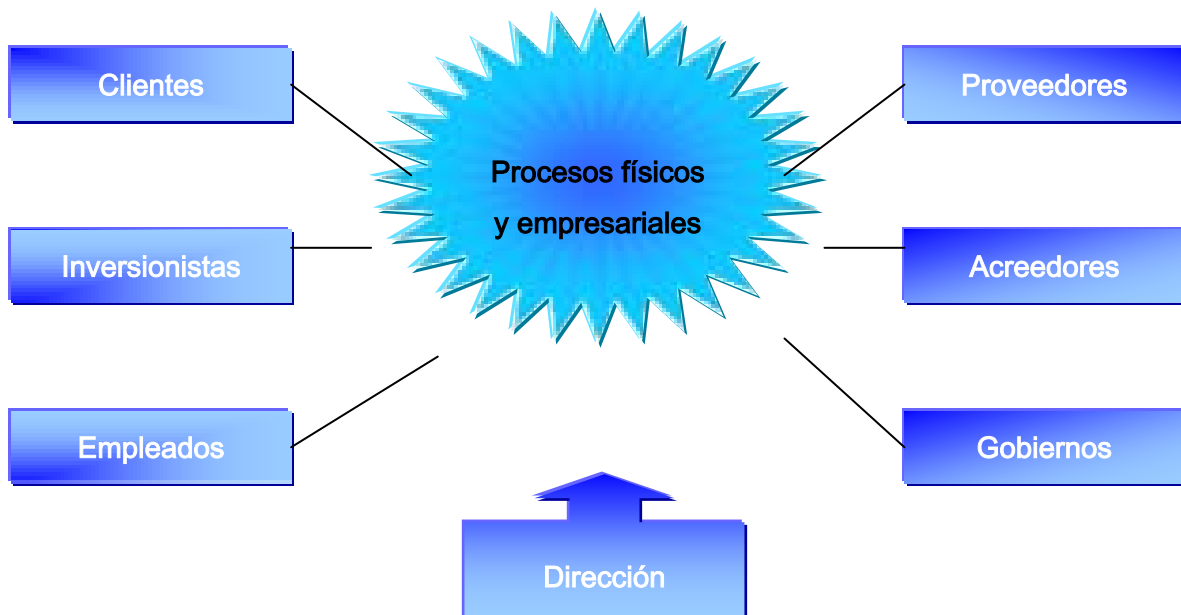 Clientes
Proveedores
Procesos físicos
y empresariales
Inversionistas
Acreedores
Empleados
Gobiernos
Dirección